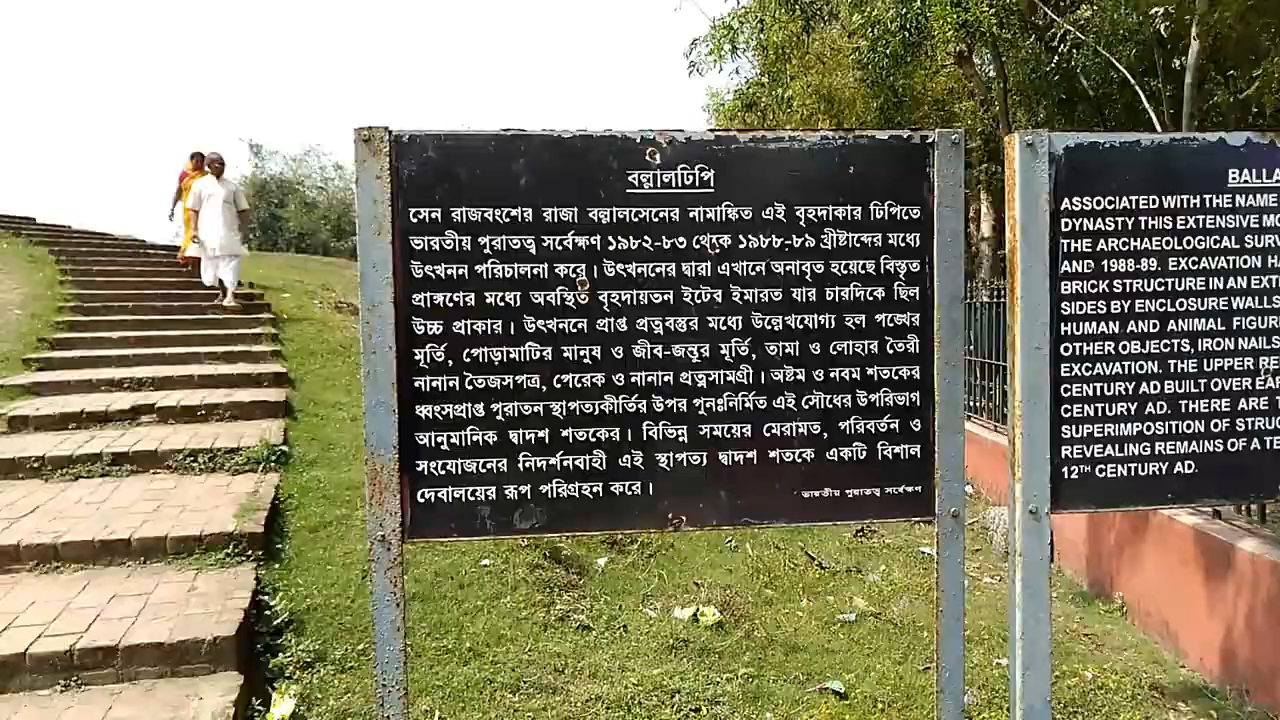 বল্লালঢিপি
সেন রাজবংশের রাজা বল্লালসেনের নামাঙ্কিত এই বৃহদাকার ঢিপিতে
ভারতীয় পুরাতত্ত্ব সর্বেক্ষণ ১৯৮২-৮৩ থেকে ১৯৮৮-৮৯ খ্রীষ্টাব্দের মধ্যে
উৎখনন পরিচালনা করে। উৎখননের দ্বারা এখানে অনাবৃত হয়েছে বিস্তৃত
প্রাঙ্গণের মধ্যে অবস্থিত বৃহদায়তন ইটের ইমারত যার চারদিকে ছিল
উচ্চ প্রাকার। উৎখননে প্রাপ্ত প্রত্নবস্তুর মধ্যে উল্লেখযোগ্য হল পঙ্খের
মূর্তি, পোড়ামাটির মানুষ ও জীব-জন্তুর মূর্তি, তামা ও লোহার তৈরী
নানান তৈজসপত্র, পেরেক ও নানান প্রত্নসামগ্রী। অষ্টম ও নবম শতকের
ধ্বংসপ্রাপ্ত পুরাতন স্থাপত্যকীর্তির উপর পুনঃনির্মিত এই সৌধের উপরিভাগ
আনুমানিক দ্বাদশ শতকের। বিভিন্ন সময়ের মেরামত, পরিবর্তন ও
সংযোজনের নিদর্শনবাহী এই স্থাপত্য দ্বাদশ শতকে একটি বিশাল
দেবালয়ের রূপ পরিগ্রহন করে।
ভারতীয় পুরাতত্ত্ব সর্বেক্ষণ
BALLA
ASSOCIATED WITH THE NAME
DYNASTY THIS EXTENSIVE MO
THE ARCHAEOLOGICAL SURV
AND 1988-89. EXCAVATION HA
BRICK STRUCTURE IN AN EXT
SIDES BY ENCLOSURE WALLS
HUMAN AND ANIMAL FIGUR
OTHER OBJECTS, IRON NAILS
EXCAVATION. THE UPPER RE
CENTURY AD BUILT OVER EAR
CENTURY AD. THERE ARE T
SUPERIMPOSITION OF STRUC
REVEALING REMAINS OF A TE
12TH CENTURY AD.